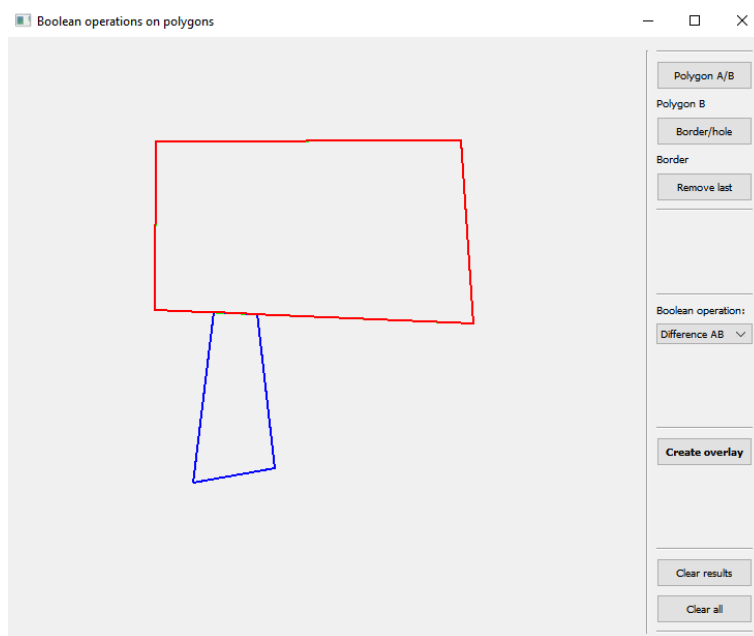 Boolean operations on polygons
Polygon A/B
Polygon B
Border/hole
Border
Remove last
Boolean operation:
Difference AB
Create overlay
Clear results
Clear all